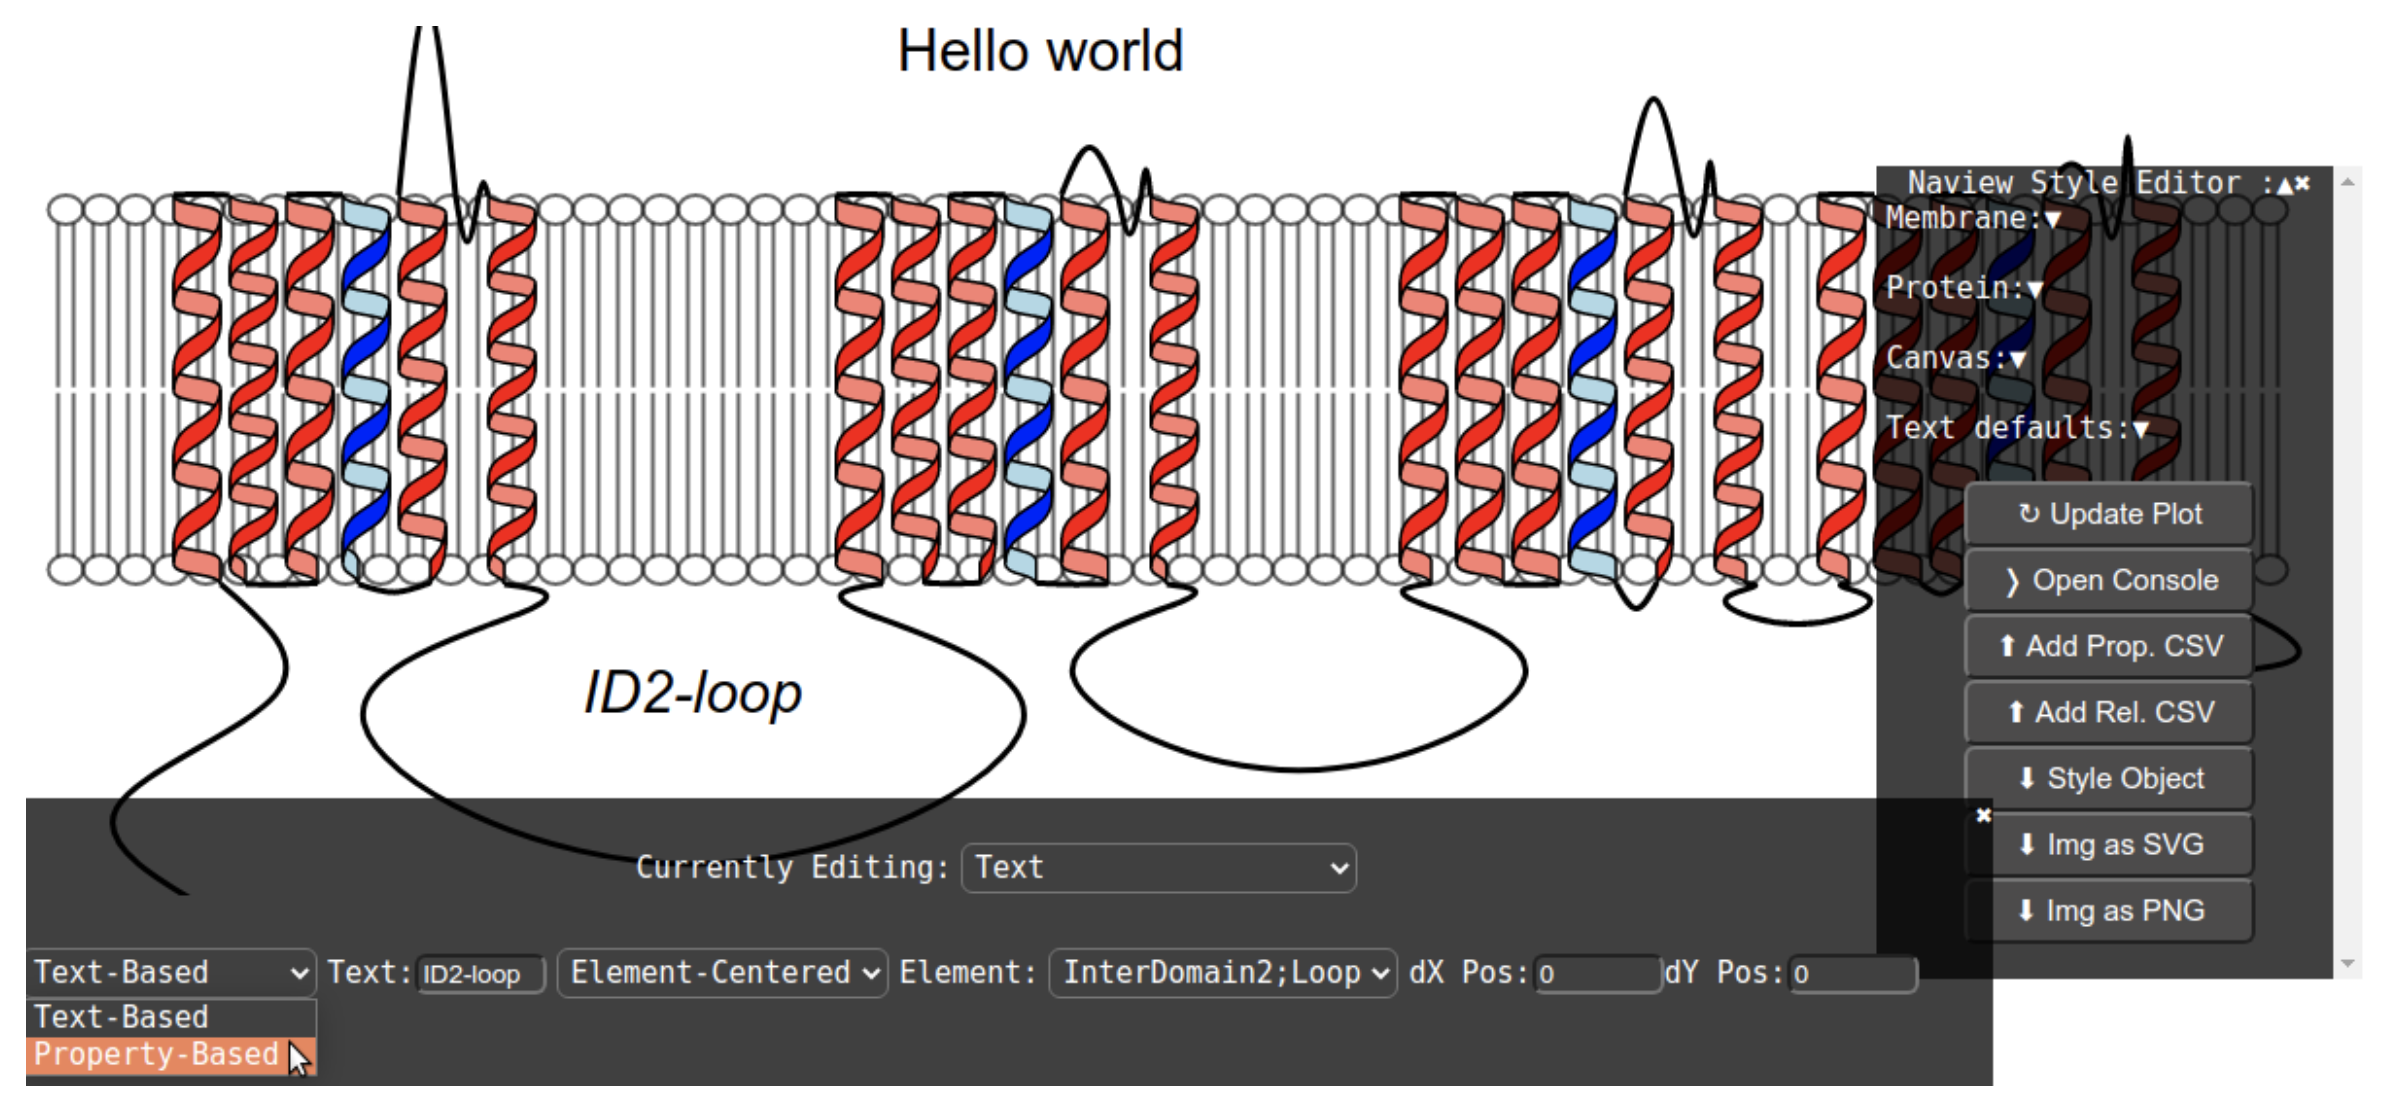 Hello world
Naview Style Editor :▲✖
Membrane:▼
Protein:▼
Canvas:▼
Text defaults:▼
↻ Update Plot
❭ Open Console
⬆ Add Prop. CSV
⬆ Add Rel. CSV
⬇ Style Object
⬇ Img as SVG
⬇ Img as PNG
ID2-loop
✖
Currently Editing: Text
Text-Based Text: ID2-loop Element-Centered Element: InterDomain2;Loop dX Pos: 0 dY Pos: 0
Text-Based
Property-Based